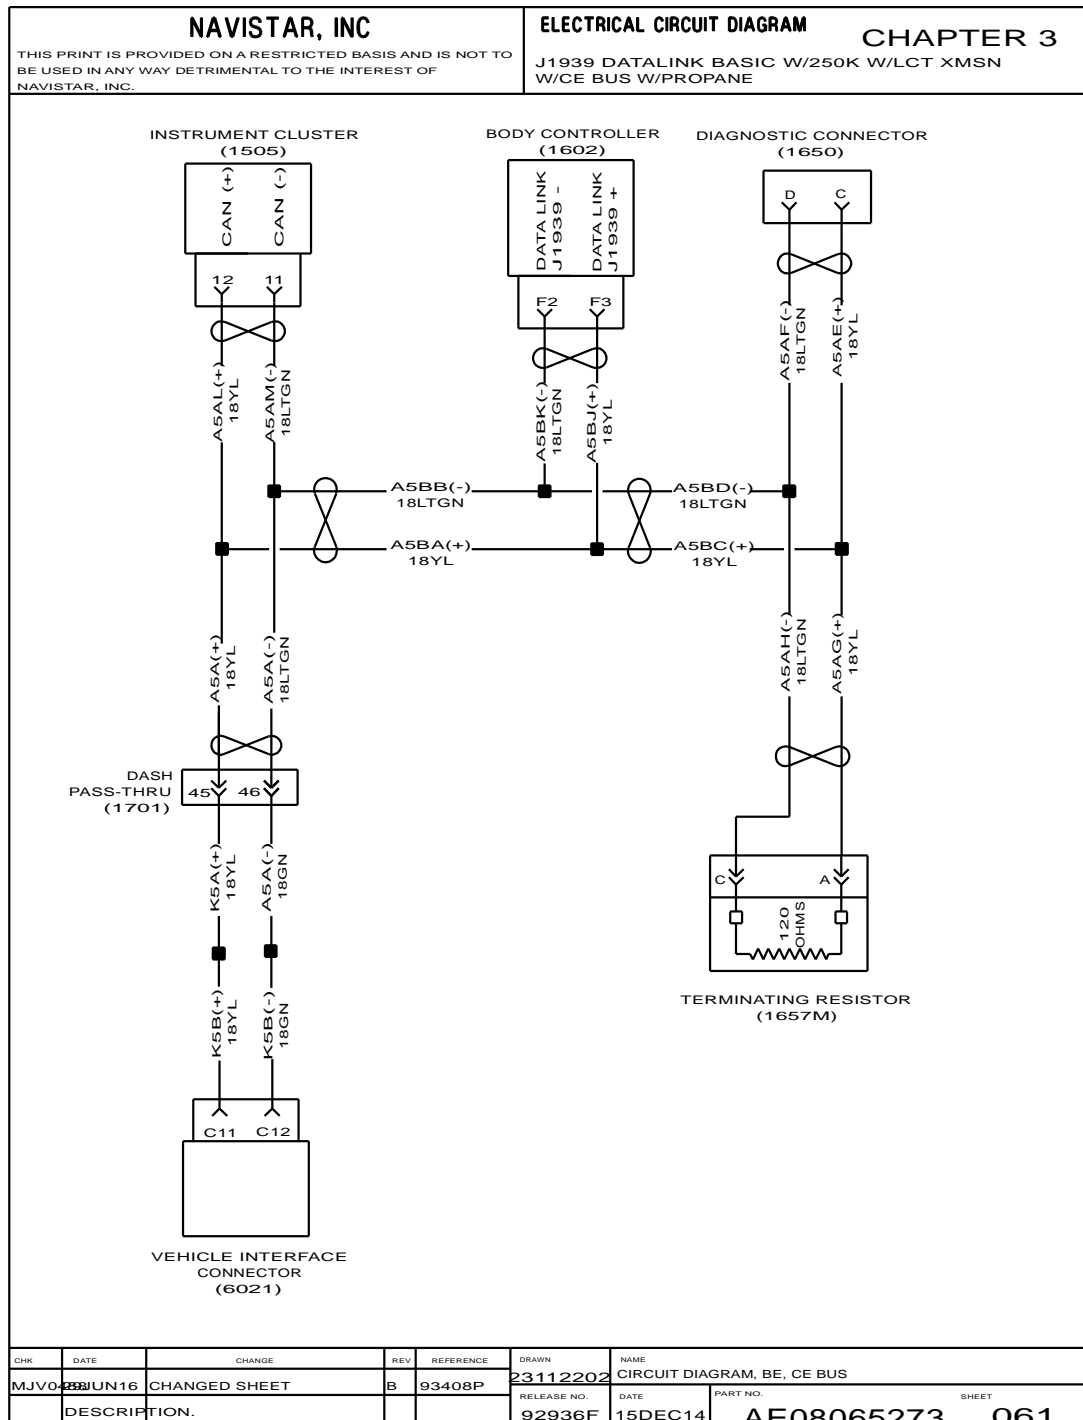 NAVISTAR, INC
THIS PRINT IS PROVIDED ON A RESTRICTED BASIS AND IS NOT TO
BE USED IN ANY WAY DETRIMENTAL TO THE INTEREST OF
NAVISTAR, INC.
ELECTRICAL CIRCUIT DIAGRAM
CHAPTER 3
J1939 DATALINK BASIC W/250K W/LCT XMSN
W/CE BUS W/PROPANE
INSTRUMENT CLUSTER
(1505)
CAN (+)
CAN (-)
12
11
BODY CONTROLLER
(1602)
DATA LINK
J1939 -
DATA LINK
J1939 +
F2
F3
DIAGNOSTIC CONNECTOR
(1650)
D
C
A5AL(+)
18YL
A5AM(-)
18LTGN
A5BK(-)
18LTGN
A5BJ(+)
18YL
A5AF(-)
18LTGN
A5AE(+)
18YL
A5BB(-)
18LTGN
A5BD(-)
18LTGN
A5BA(+)
18YL
A5BC(+)
18YL
A5A(+)
18YL
A5A(-)
18LTGN
A5AH(-)
18LTGN
A5AG(+)
18YL
DASH
PASS-THRU
(1701)
45
46
K5A(+)
18YL
A5A(-)
18GN
C
A
120
OHMS
TERMINATING RESISTOR
(1657M)
K5B(+)
18YL
K5B(-)
18GN
C11
C12
VEHICLE INTERFACE
CONNECTOR
(6021)
CHK
DATE
CHANGE
REV
REFERENCE
DRAWN
NAME
28JUN16
CHANGED SHEET
B
93408P
23112202
CIRCUIT DIAGRAM, BE, CE BUS
DESCRIPTION.
RELEASE NO.
DATE
PART NO.
SHEET
92936F
15DEC14
AE08065273
061